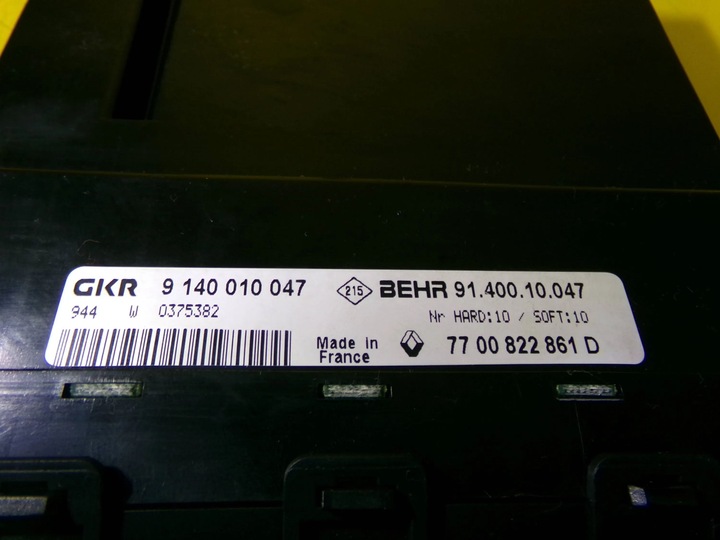 GKR 9 140 010 047 215 BEHR 91.400.10.047
944 W 0375382 Nr HARD:10 / SOFT:10
Made in France 77 00 822 861 D